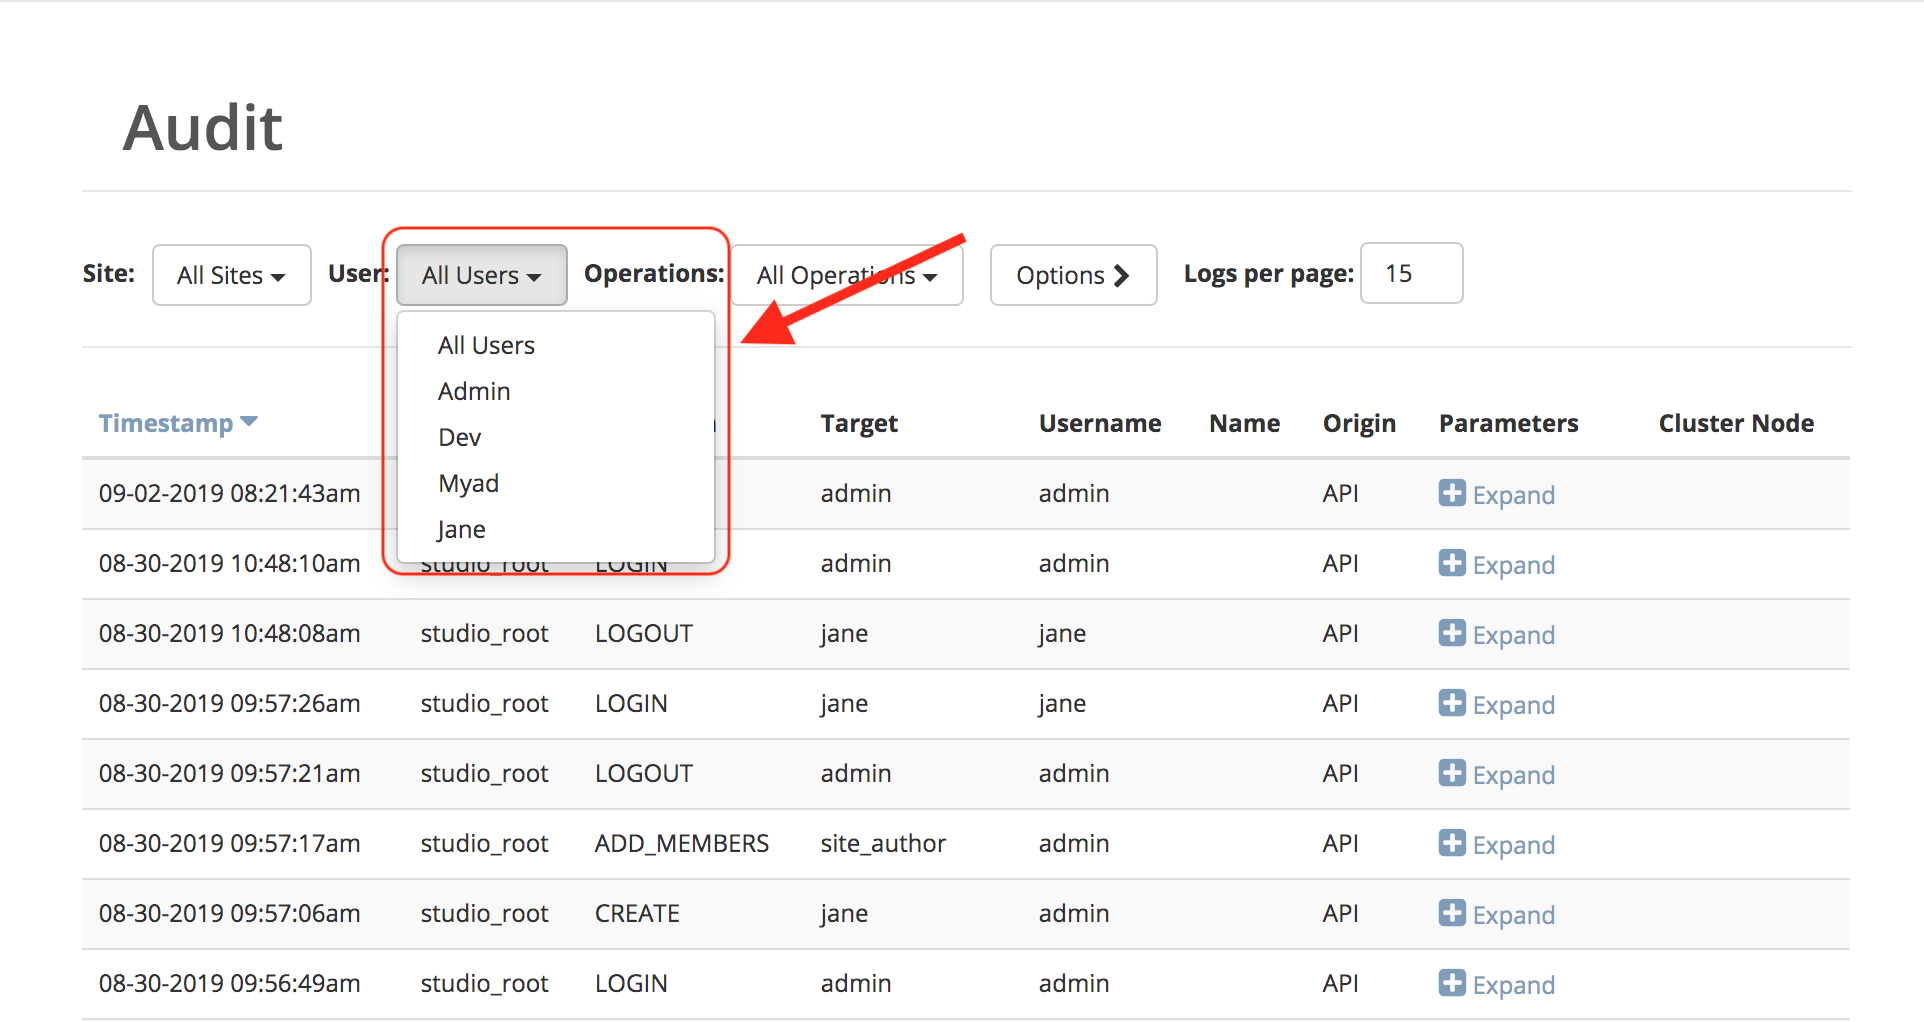 Audit
Site: All Sites User: All Users Operations: All Operations Options Logs per page: 15
All Users
Admin
Dev
Myad
Jane
Timestamp Target Username Name Origin Parameters Cluster Node
09-02-2019 08:21:43am admin admin API Expand
08-30-2019 10:48:10am studio_root LOGIN admin admin API Expand
08-30-2019 10:48:08am studio_root LOGOUT jane jane API Expand
08-30-2019 09:57:26am studio_root LOGIN jane jane API Expand
08-30-2019 09:57:21am studio_root LOGOUT admin admin API Expand
08-30-2019 09:57:17am studio_root ADD_MEMBERS site_author admin API Expand
08-30-2019 09:57:06am studio_root CREATE jane admin API Expand
08-30-2019 09:56:49am studio_root LOGIN admin admin API Expand